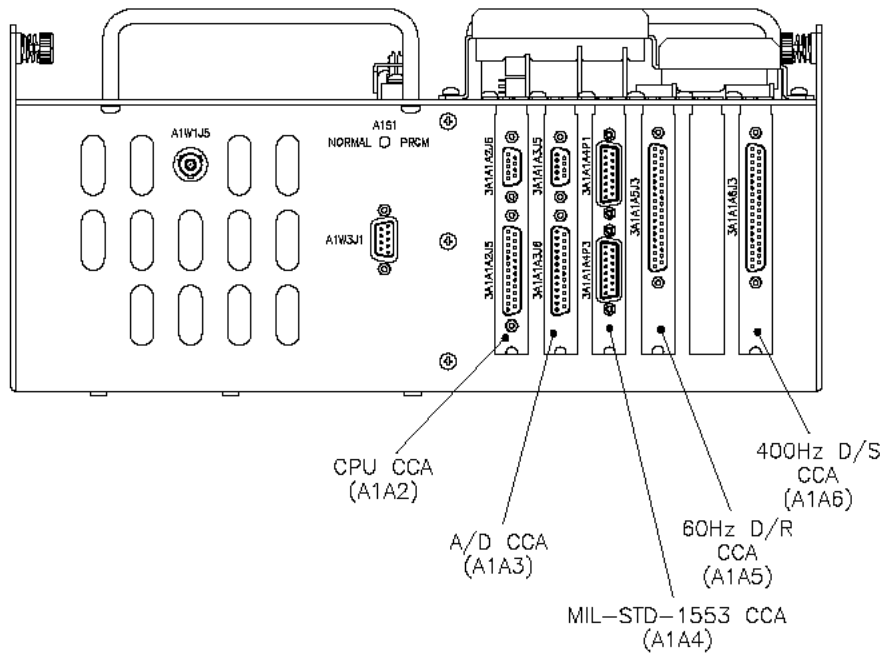 A1W1J5
A151
NORMAL PRGM
A1W3J1
3A1A1A2J6
3A1A1A2J5
3A1A1A3J5
3A1A1A3J6
3A1A1A4P1
3A1A1A4P3
3A1A1A5J3
3A1A1A6J3
CPU CCA
(A1A2)
A/D CCA
(A1A3)
MIL-STD-1553 CCA
(A1A4)
60Hz D/R
CCA
(A1A5)
400Hz D/S
CCA
(A1A6)